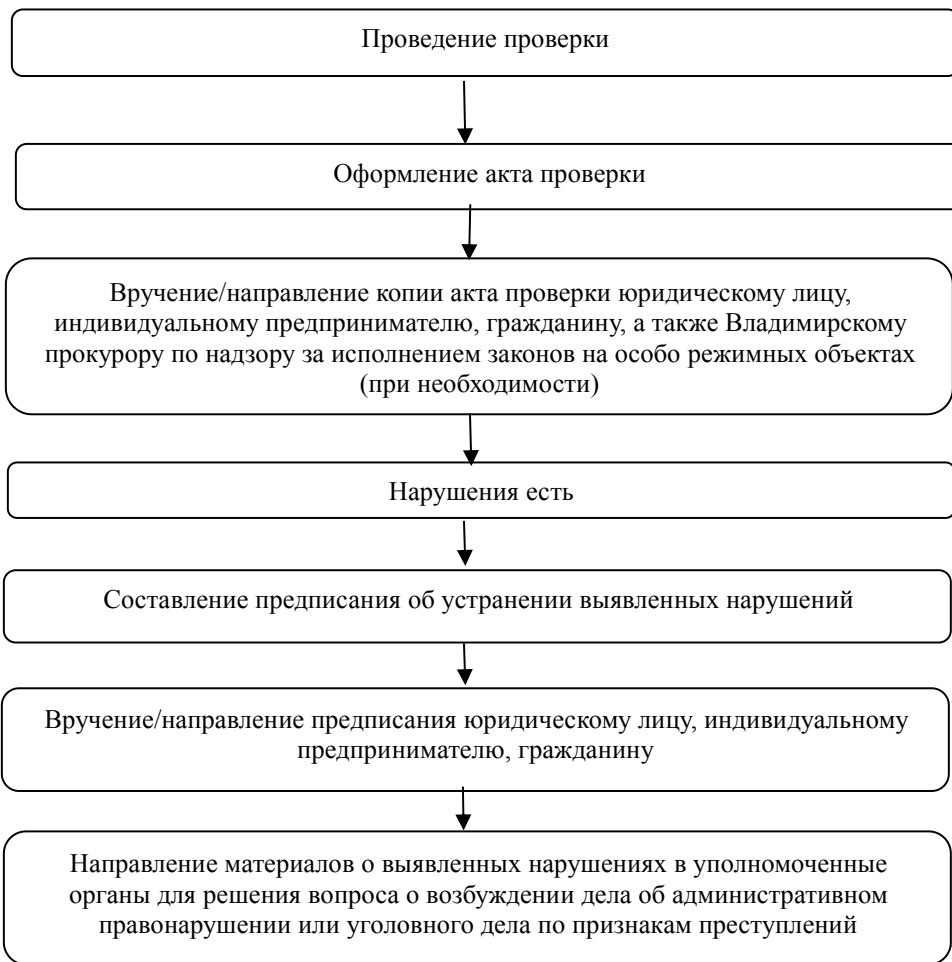 Проведение проверки
Оформление акта проверки
Вручение/направление копии акта проверки юридическому лицу,
индивидуальному предпринимателю, гражданину, а также Владимирскому
прокурору по надзору за исполнением законов на особо режимных объектах
(при необходимости)
Нарушения есть
Составление предписания об устранении выявленных нарушений
Вручение/направление предписания юридическому лицу, индивидуальному
предпринимателю, гражданину
Направление материалов о выявленных нарушениях в уполномоченные
органы для решения вопроса о возбуждении дела об административном
правонарушении или уголовного дела по признакам преступлений